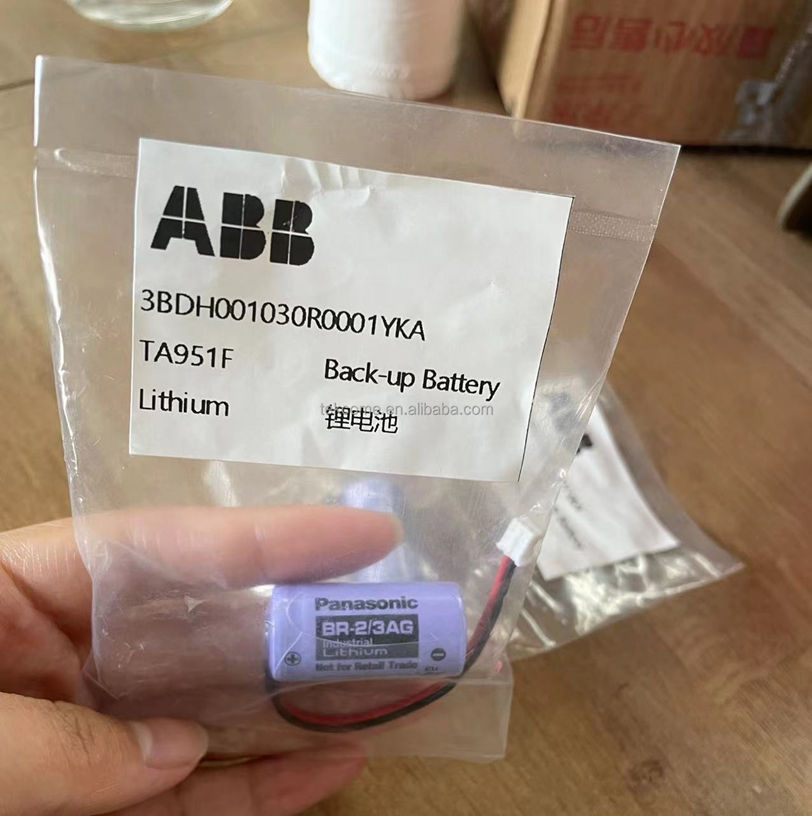 ABB
3BDH001030R0001YKA
TA951F Back-up Battery
Lithium 锂电池
Panasonic
BR-2/3AG
Industrial
Lithium
Not for Retail Trade
+ -